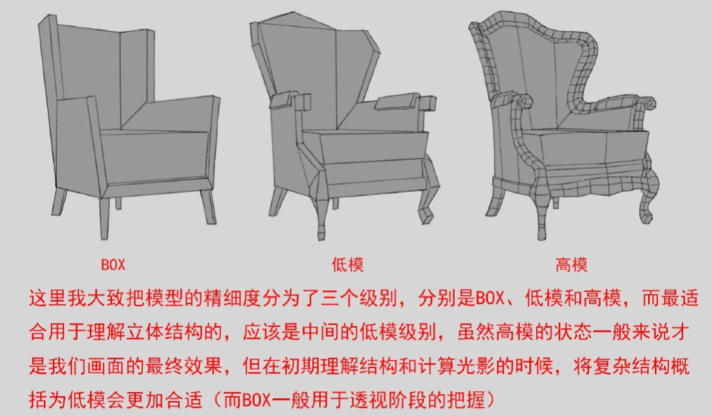 BOX 低模 高模
这里我大致把模型的精细度分为了三个级别，分别是BOX、低模和高模，而最适
合用于理解立体结构的，应该是中间的低模级别，虽然高模的状态一般来说才
是我们画面的最终效果，但在初期理解结构和计算光影的时候，将复杂结构概
括为低模会更加合适（而BOX一般用于透视阶段的把握）